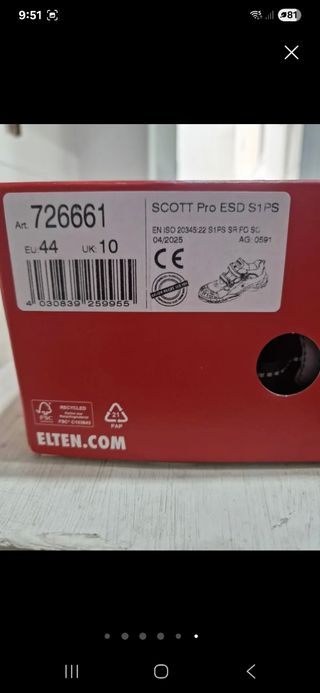 9:51
81
Art. 726661
EU: 44 UK: 10
4 030839 259955
SCOTT Pro ESD S1PS
EN ISO 20345:22 S1PS SR FO SC
04/2025 AG: 0591
CE
RECYCLED
FSC
21
PAP
ELTEN.COM